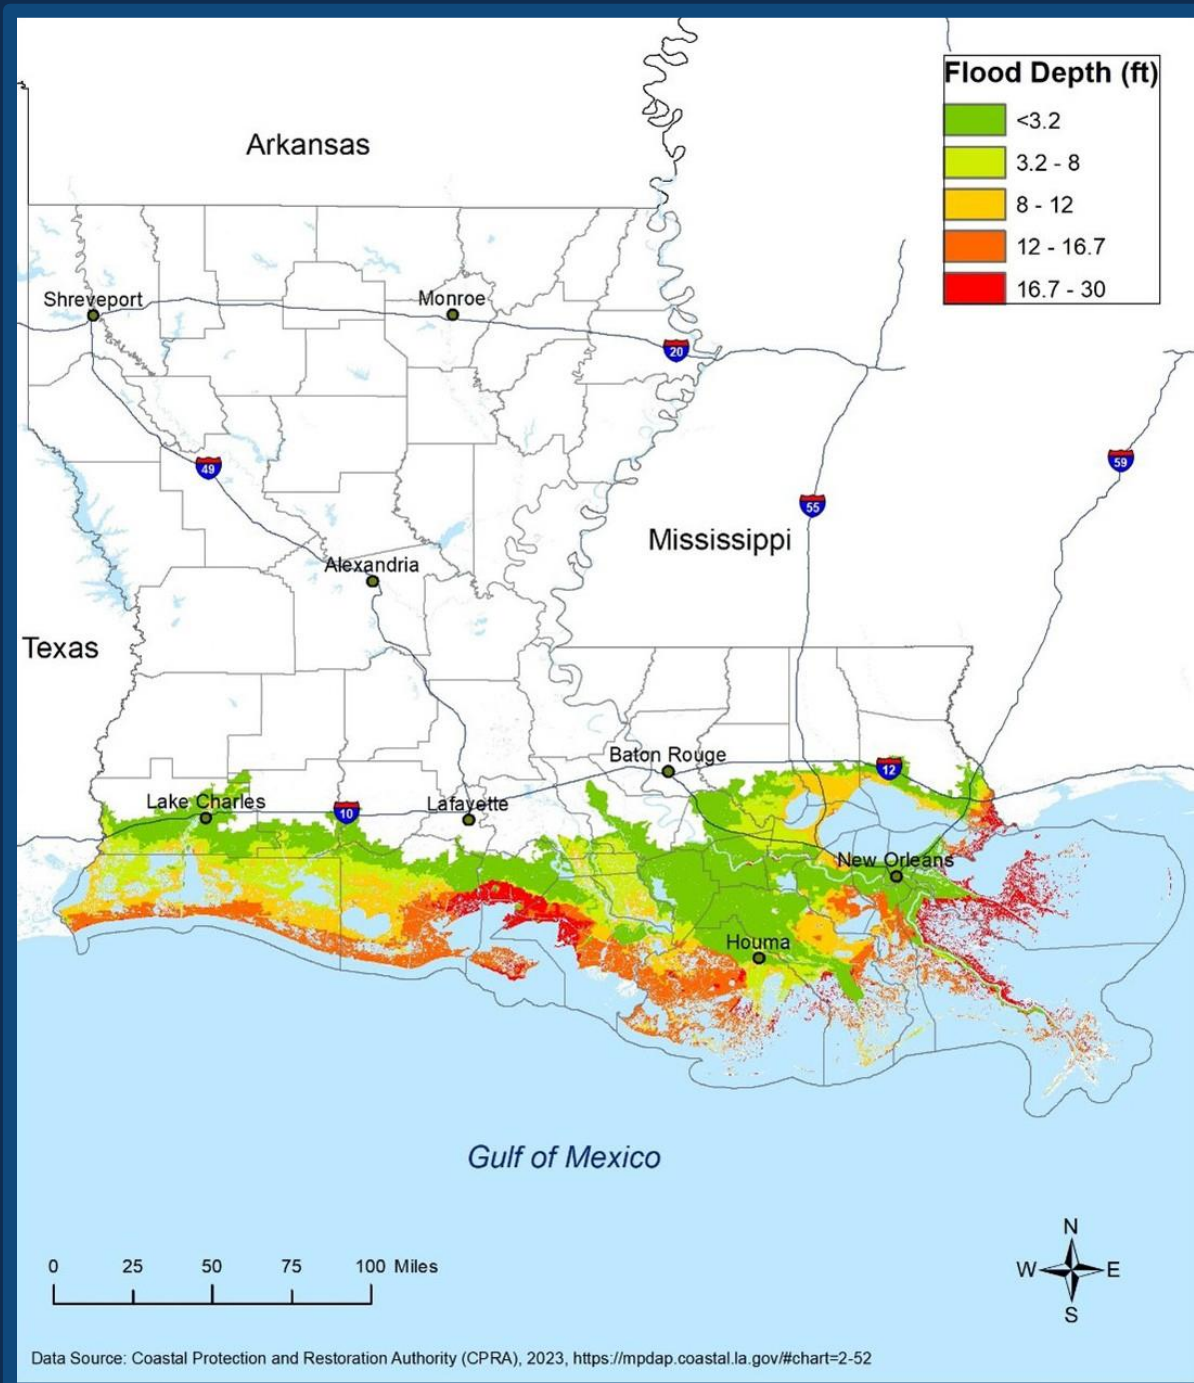 Flood Depth (ft)
<3.2
3.2 - 8
8 - 12
12 - 16.7
16.7 - 30
Arkansas
Shreveport
Monroe
20
49
59
55
Mississippi
Alexandria
Texas
Baton Rouge
12
Lake Charles
10
Lafayette
New Orleans
Houma
Gulf of Mexico
N
W E
S
0 25 50 75 100 Miles
Data Source: Coastal Protection and Restoration Authority (CPRA), 2023, https://mpdap.coastal.la.gov/#chart=2-52